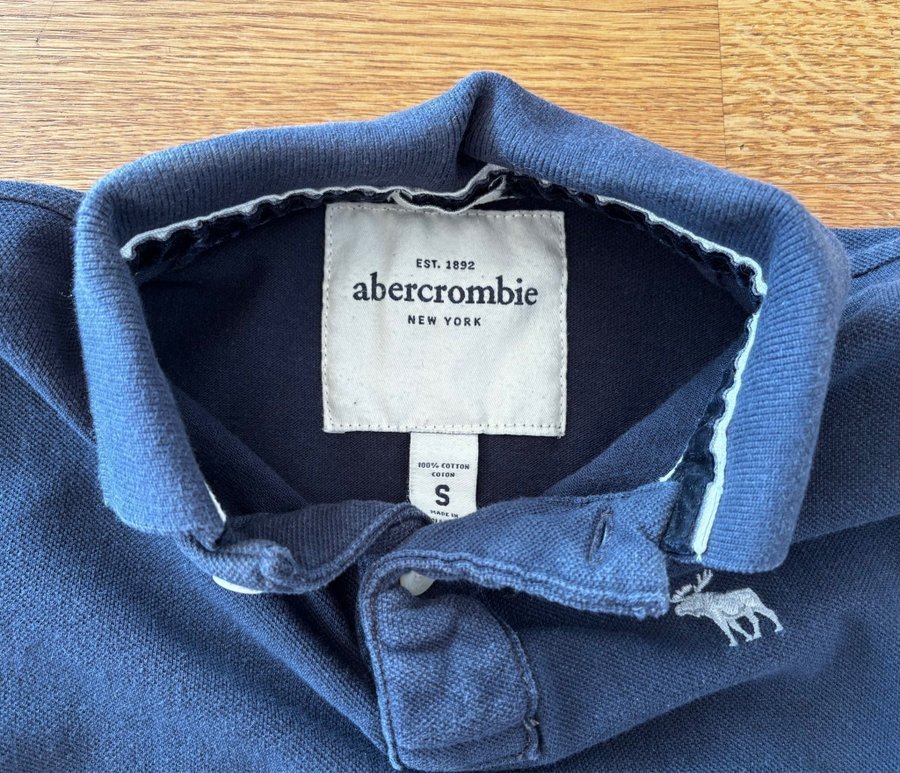 EST. 1892
abercrombie
NEW YORK
100% COTTON
COTON
S
MADE IN